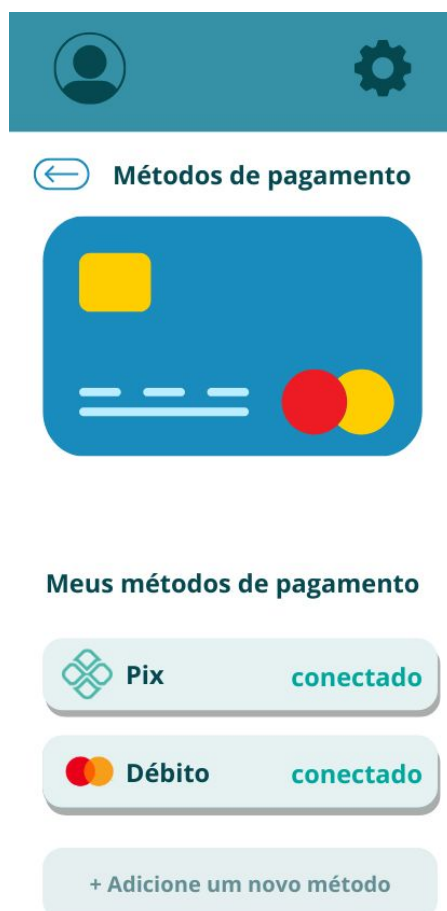 Métodos de pagamento
Meus métodos de pagamento
Pix conectado
Débito conectado
+ Adicione um novo método